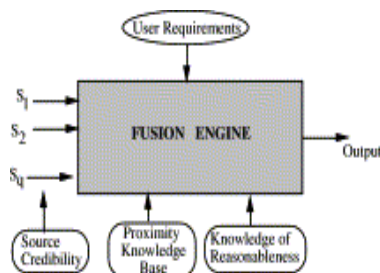 User Requirements
S1
S2
Sq
FUSION ENGINE
Output
Source
Credibility
Proximity
Knowledge
Base
Knowledge of
Reasonableness